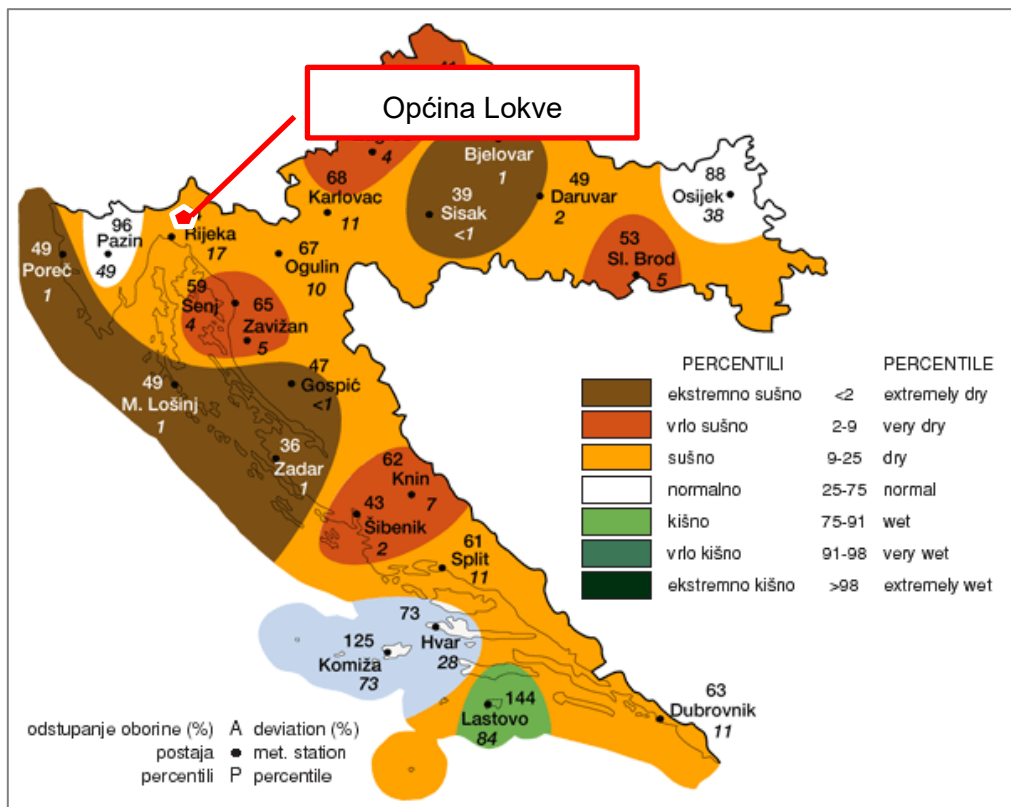 Općina Lokve
4
Bjelovar
1
49
Daruvar
2
88
Osijek
38
68
Karlovac
11
39
Sisak
<1
96
Pazin
49
Rijeka
17
49
Poreč
1
67
Ogulin
10
53
Sl. Brod
5
59
Senj
4
65
Zavižan
5
47
Gospić
<1
49
M. Lošinj
1
36
Zadar
1
62
Knin
7
43
Šibenik
2
61
Split
11
73
Hvar
28
125
Komiža
73
144
Lastovo
84
63
Dubrovnik
11
PERCENTILI PERCENTILE
ekstremno sušno <2 extremely dry
vrlo sušno 2-9 very dry
sušno 9-25 dry
normalno 25-75 normal
kišno 75-91 wet
vrlo kišno 91-98 very wet
ekstremno kišno >98 extremely wet
odstupanje oborine (%) A deviation (%)
postaja ● met. station
percentili P percentile